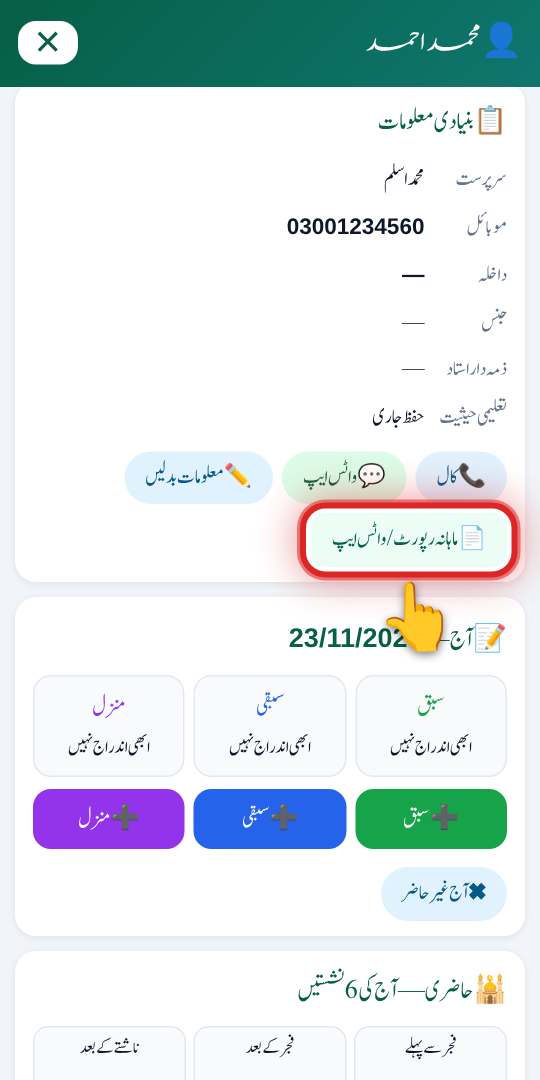 محمد احمد
بنیادی معلومات
سرپرست محمد اسلم
موبائل 03001234560
داخلہ —
جنس —
ذمہ دار استاد —
تعلیمی حیثیت حفظ جاری
کال واٹس ایپ معلومات بدلیں
ماہانہ رپورٹ / واٹس ایپ
آج — 23/11/202
سبق سبقی منزل
ابھی اندراج نہیں ابھی اندراج نہیں ابھی اندراج نہیں
➕ سبق ➕ سبقی ➕ منزل
✖ آج غیر حاضر
حاضری — آج کی 6 نشستیں
فجر سے پہلے فجر کے بعد ناشتے کے بعد